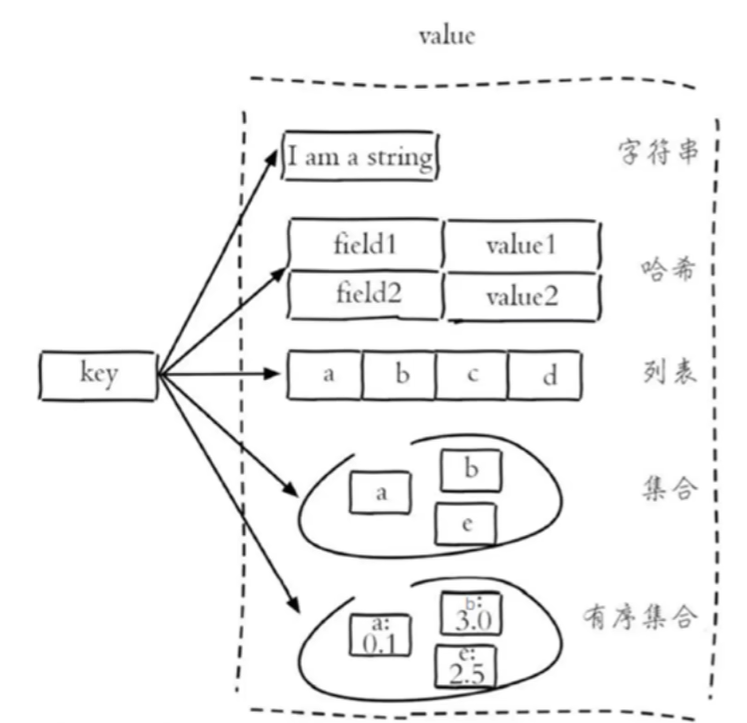 value
I am a string
字符串
field1 value1
哈希
field2 value2
key
a b c d
列表
b
a
集合
e
b:
a: 3.0
有序集合
0.1
e:
2.5